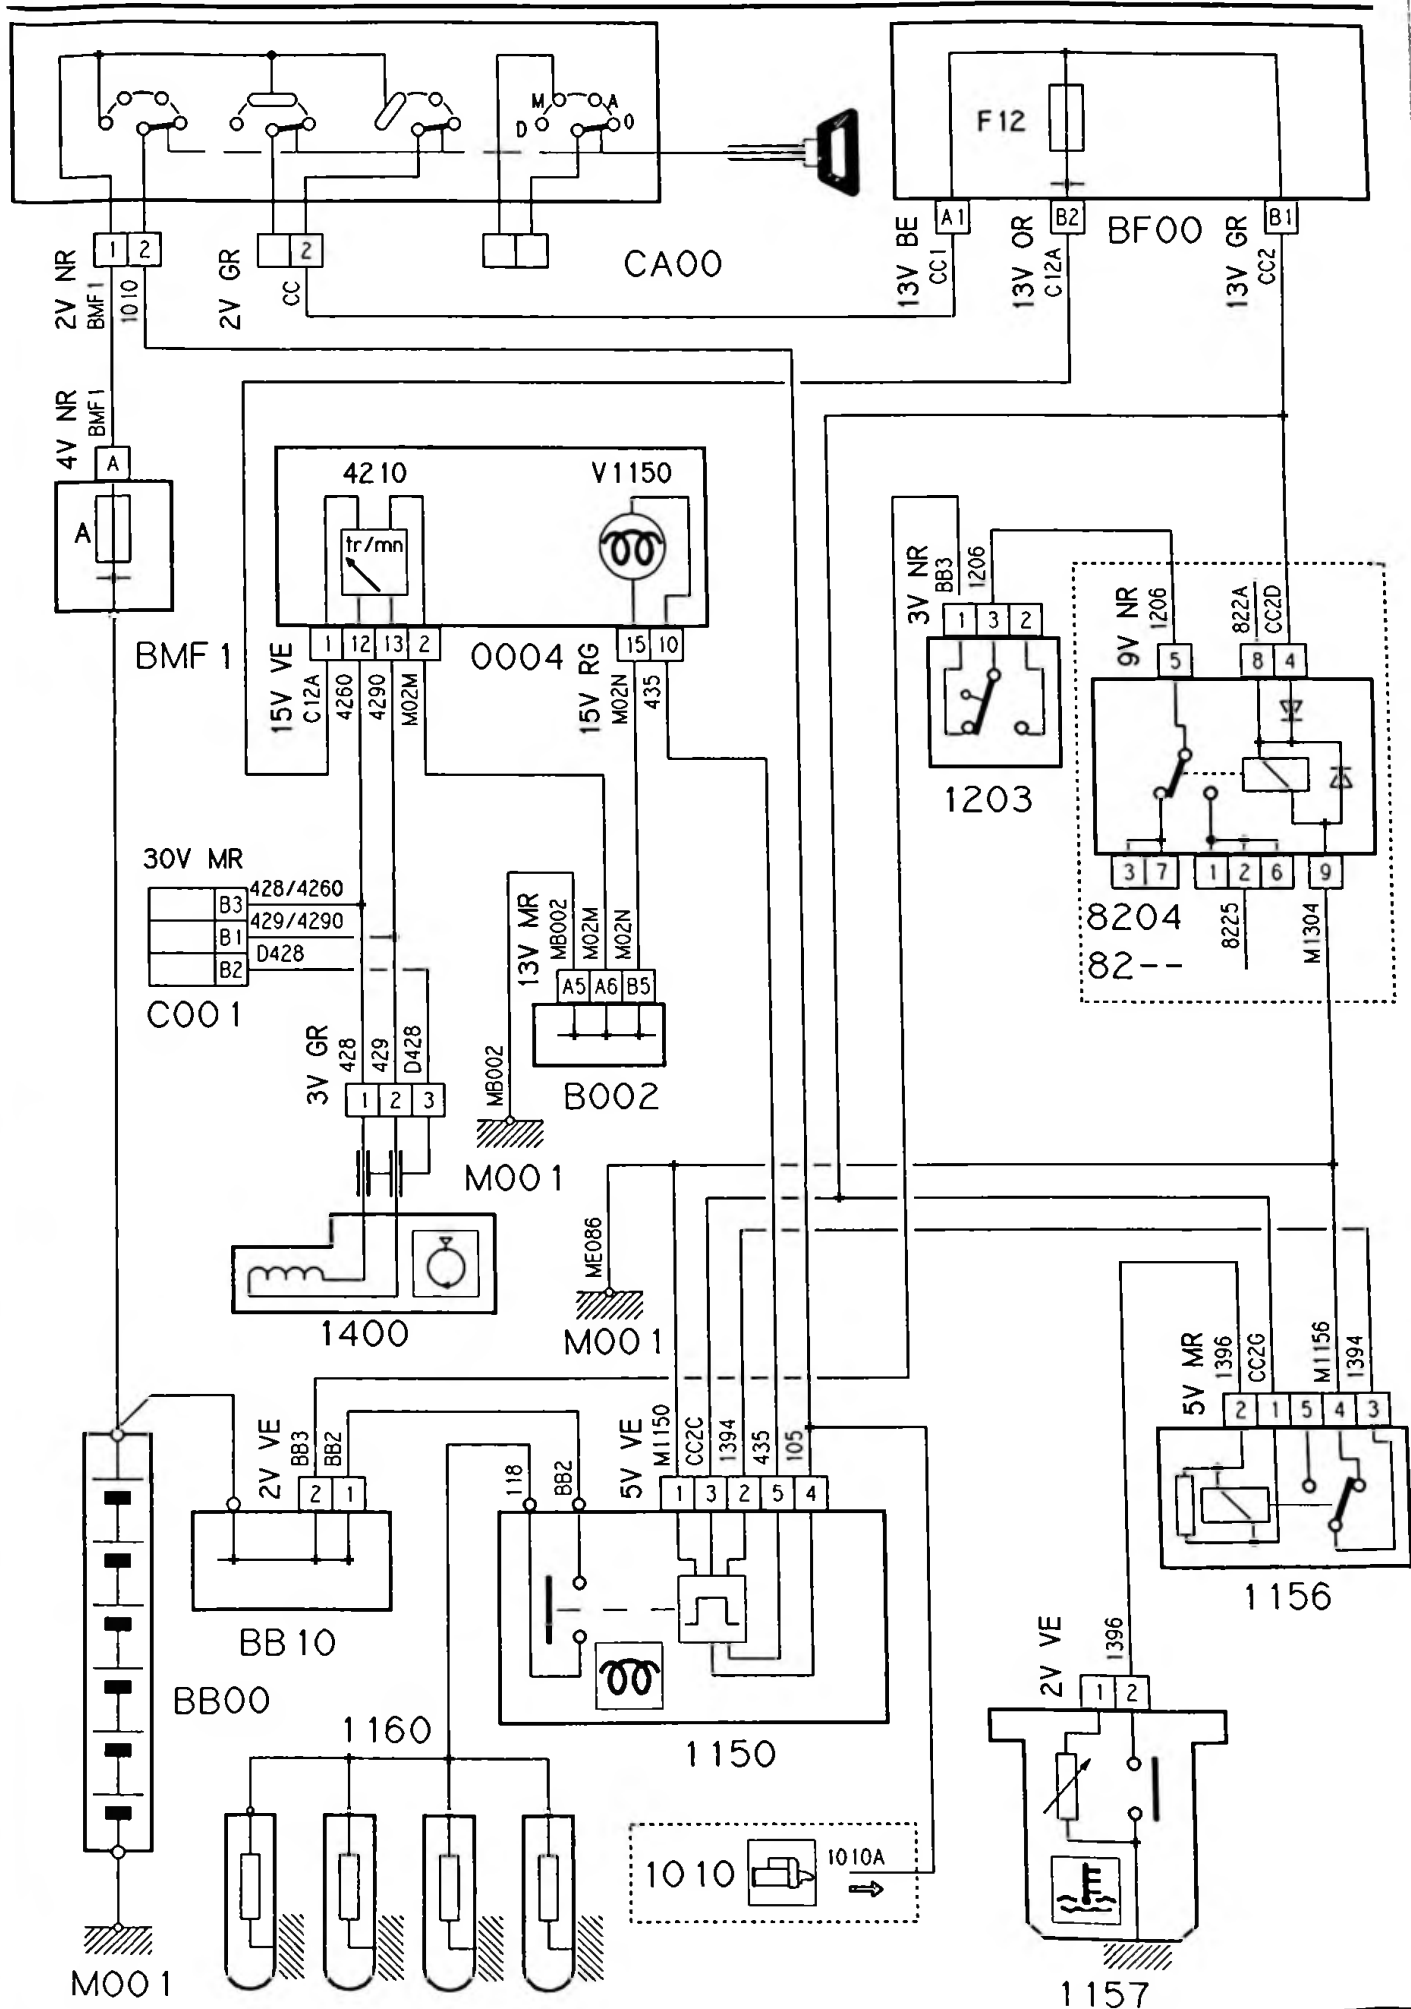 M A
D O
F12
1 2
2
A1
B2
B1
2V NR
BMF1
1010
2V GR
CC
CA00
13V BE
CC1
13V OR
C12A
BF00
13V GR
CC2
4V NR
BMF1
A
A
BMF1
4210
V1150
tr/mn
1 12 13 2
0004
15 10
15V VE
C12A
4260
4290
M02M
15V RG
M02N
435
3V NR
BB3
1206
1 3 2
1203
9V NR
1206
822A
CC2D
5
8 4
3 7
1 2 6
9
8204
82--
8225
M1304
30V MR
B3
428/4260
B1
429/4290
B2
D428
C001
3V GR
428
429
D428
1 2 3
1400
13V MR
MB002
M02M
M02N
A5 A6 B5
B002
MB002
M001
ME086
M001
5V MR
1396
CC2G
M1156
1394
2 1 5 4 3
1156
2V VE
BB3
BB2
2 1
BB10
BB00
M001
118
BB2
5V VE
M1150
CC2C
1394
435
105
1 3 2 5 4
1150
1160
1010
1010A
2V VE
1396
1 2
1157